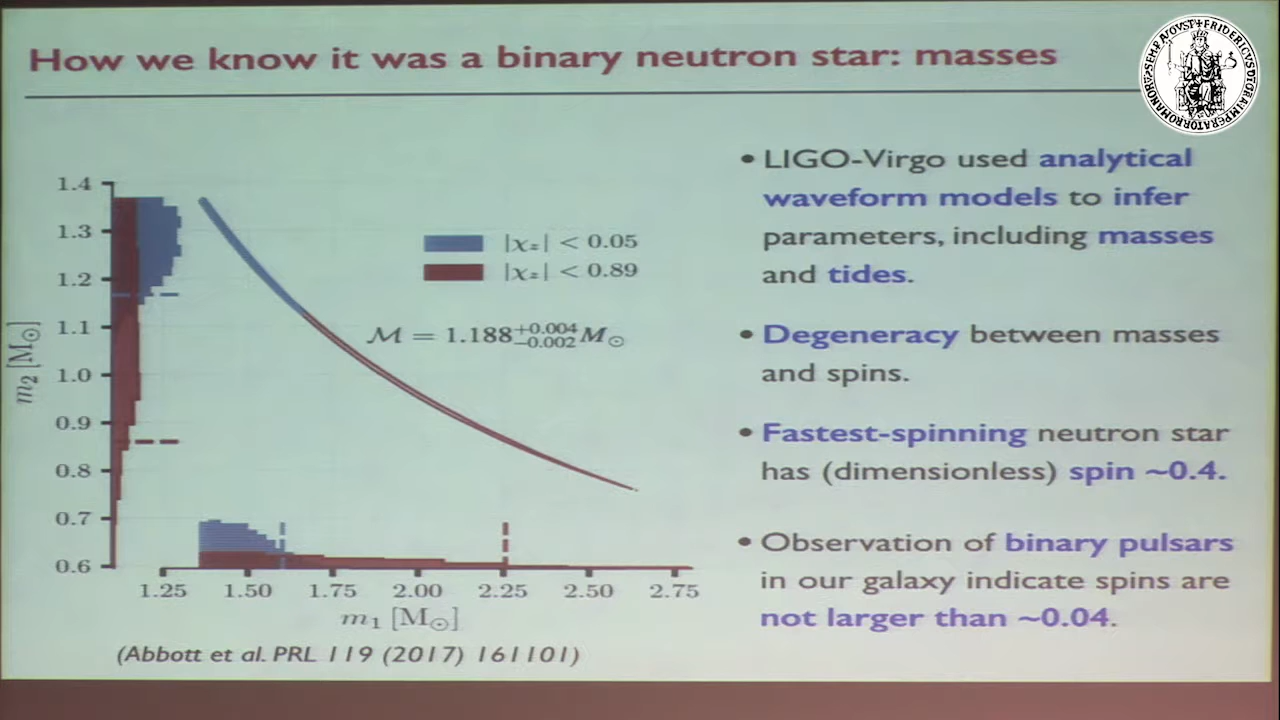 How we know it was a binary neutron star: masses
1.4
1.3
1.2
1.1
1.0
0.9
0.8
0.7
0.6
m₂ [M⊙]
|χz| < 0.05
|χz| < 0.89
M = 1.188+0.004−0.002 M⊙
1.25 1.50 1.75 2.00 2.25 2.50 2.75
m₁ [M⊙]
(Abbott et al. PRL 119 (2017) 161101)
• LIGO-Virgo used analytical
waveform models to infer
parameters, including masses
and tides.
• Degeneracy between masses
and spins.
• Fastest-spinning neutron star
has (dimensionless) spin ~0.4.
• Observation of binary pulsars
in our galaxy indicate spins are
not larger than ~0.04.